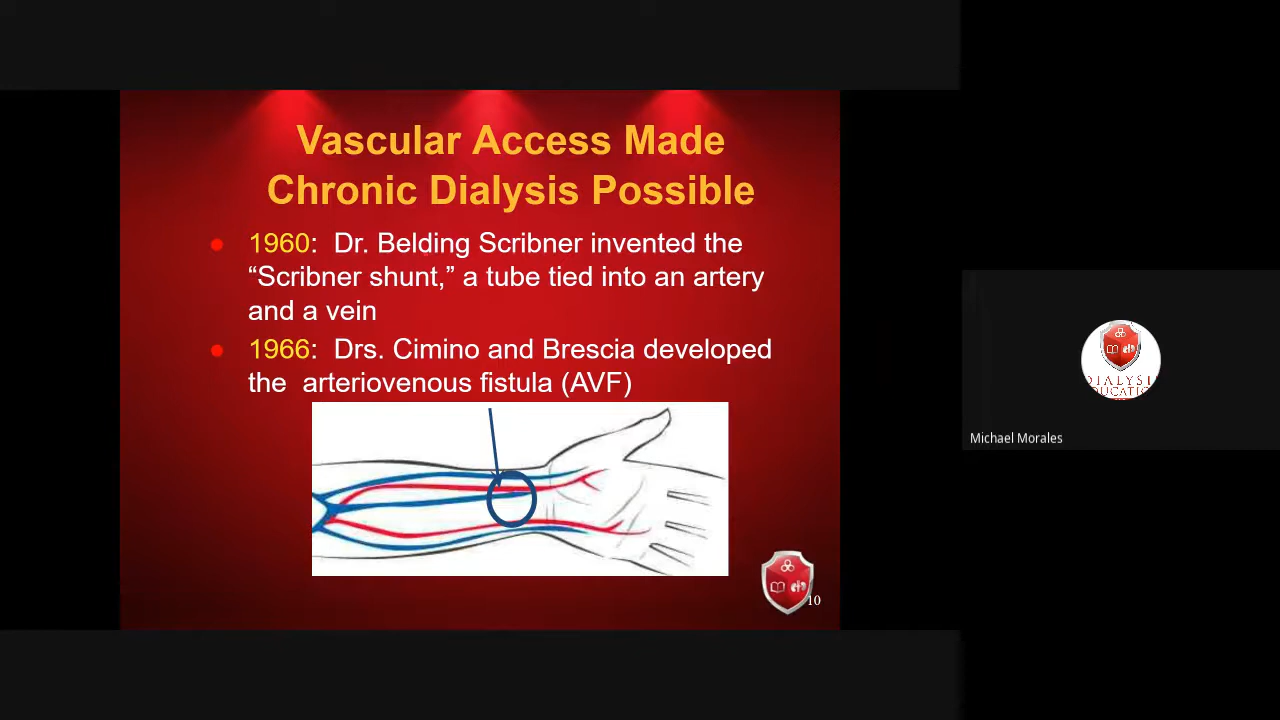 Vascular Access Made
Chronic Dialysis Possible
1960: Dr. Belding Scribner invented the
“Scribner shunt,” a tube tied into an artery
and a vein
1966: Drs. Cimino and Brescia developed
the arteriovenous fistula (AVF)
10
Michael Morales